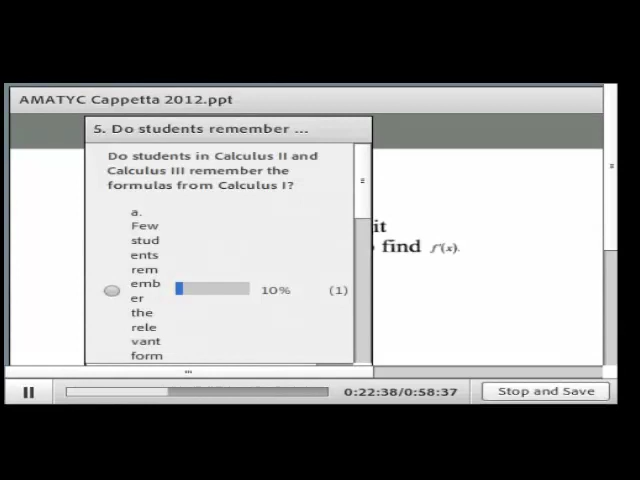 AMATYC Cappetta 2012.ppt
5. Do students remember ...
Do students in Calculus II and
Calculus III remember the
formulas from Calculus I?
a.
Few
stud
ents
rem
emb
er
the
rele
vant
form
10% (1)
it
find f'(x).
0:22:38/0:58:37
Stop and Save